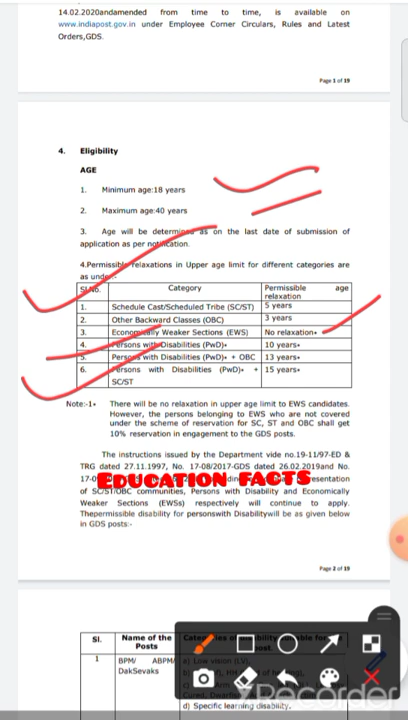 14.02.2020andamended from time to time, is available on
www.indiapost.gov.in under Employee Corner Circulars, Rules and Latest
Orders,GDS.
Page 1 of 19
4. Eligibility
AGE
1. Minimum age:18 years
2. Maximum age:40 years
3. Age will be determined as on the last date of submission of
application as per notification.
4.Permissible relaxations in Upper age limit for different categories are
as under:-
Sl.No. Category Permissible age
relaxation
1. Schedule Cast/Scheduled Tribe (SC/ST) 5 years
2. Other Backward Classes (OBC) 3 years
3. Economically Weaker Sections (EWS) No relaxation*
4. Persons with Disabilities (PwD)* 10 years*
5. Persons with Disabilities (PwD)* + OBC 13 years*
6. Persons with Disabilities (PwD)* + 15 years*
SC/ST
Note:-1* There will be no relaxation in upper age limit to EWS candidates.
However, the persons belonging to EWS who are not covered
under the scheme of reservation for SC, ST and OBC shall get
10% reservation in engagement to the GDS posts.
The instructions issued by the Department vide no.19-11/97-ED &
TRG dated 27.11.1997, No. 17-08/2017-GDS dated 26.02.2019and No.
EDUCATION FACTS
of SC/ST/OBC communities, Persons with Disability and Economically
Weaker Sections (EWSs) respectively will continue to apply.
Thepermissible disability for personswith Disabilitywill be as given below
in GDS posts:-
Page 2 of 19
Sl. Name of the
Posts
1 BPM/ ABPM/
DakSevaks
a) Low vision (LV),
d) Specific learning disability.
Recorder